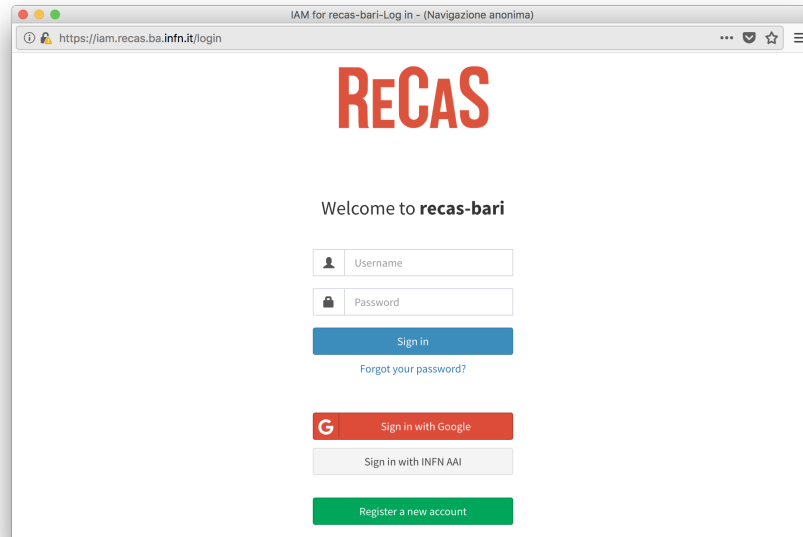 IAM for recas-bari-Log in - (Navigazione anonima)
https://iam.recas.ba.infn.it/login
ReCaS
Welcome to recas-bari
Username
Password
Sign in
Forgot your password?
G Sign in with Google
Sign in with INFN AAI
Register a new account